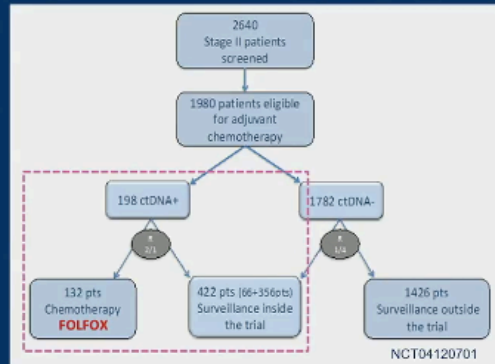 2640
Stage II patients
screened
1980 patients eligible
for adjuvant
chemotherapy
198 ctDNA+
1782 ctDNA-
R
2/1
R
1/4
132 pts
Chemotherapy
FOLFOX
422 pts (66+356pts)
Surveillance inside
the trial
1426 pts
Surveillance outside
the trial
NCT04120701